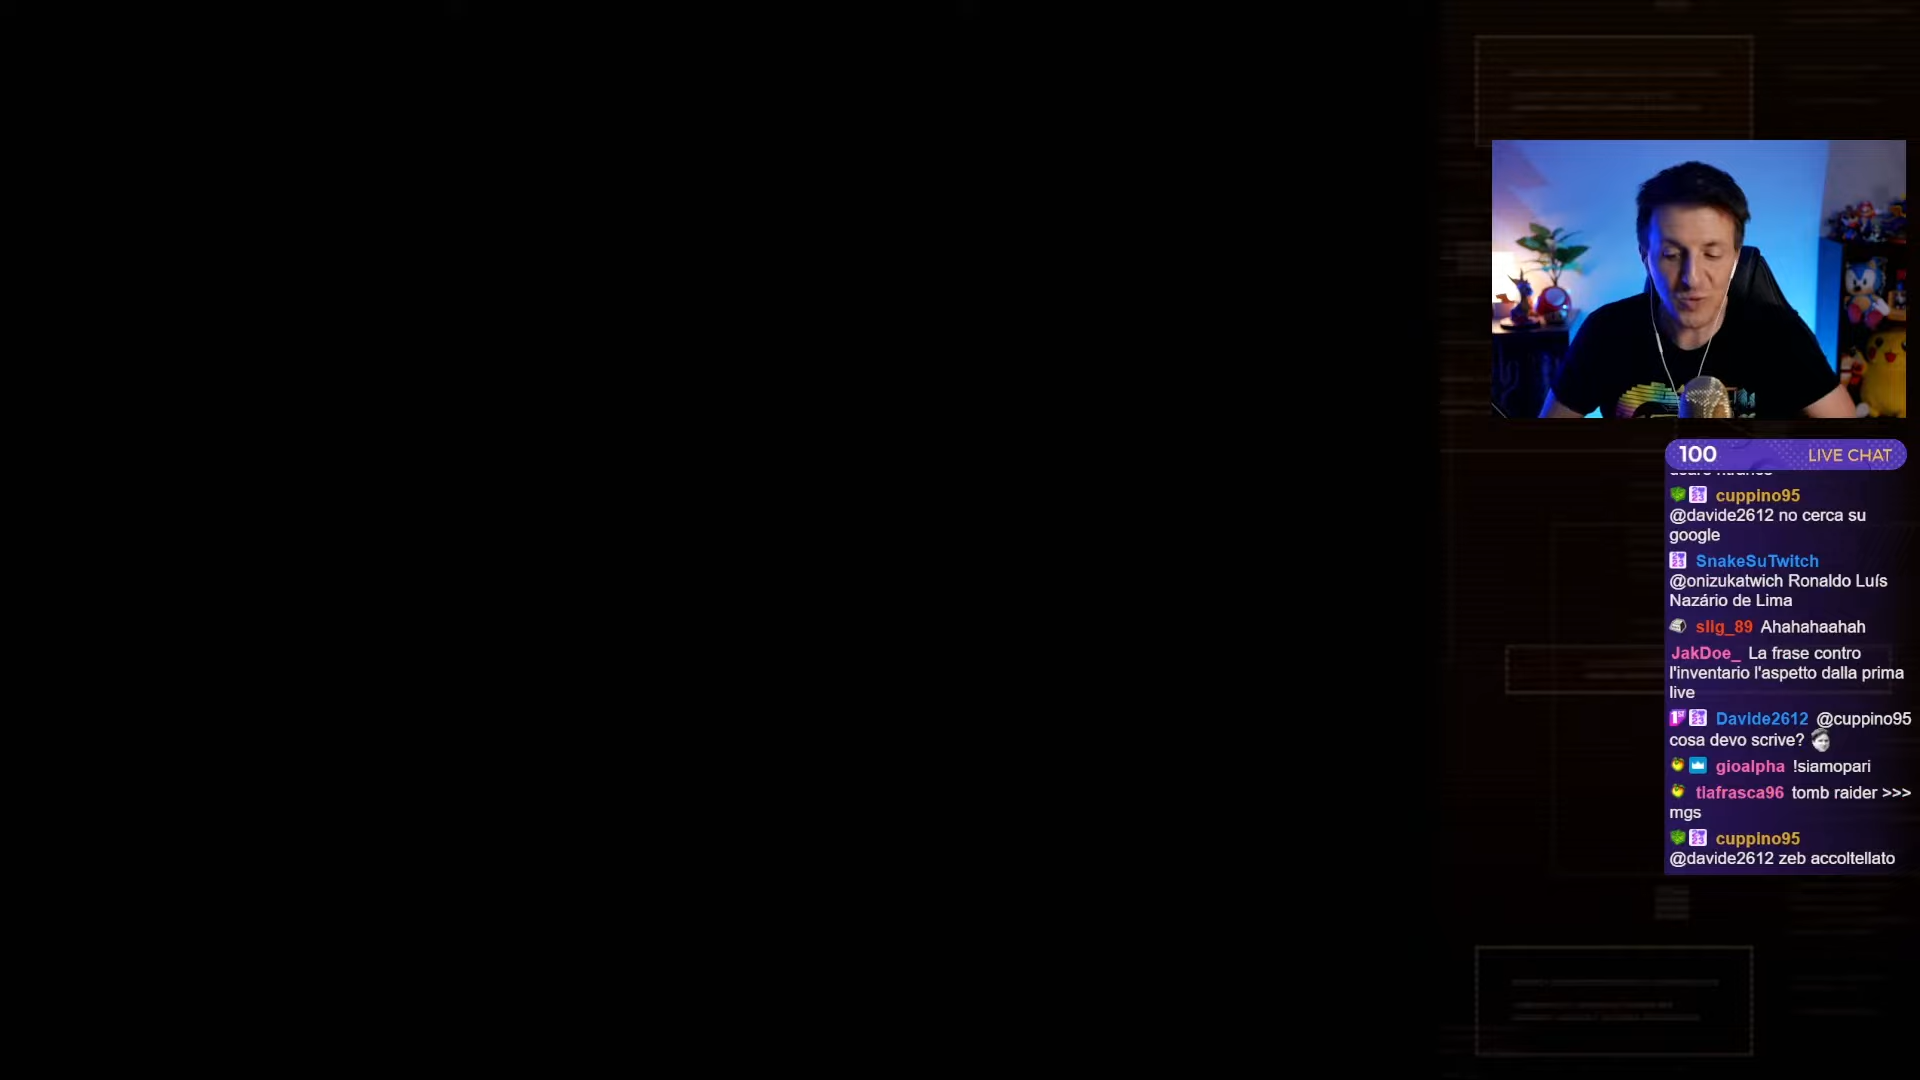 100 LIVE CHAT
cuppino95
@davide2612 no cerca su
google
SnakeSuTwitch
@onizukatwich Ronaldo Luís
Nazário de Lima
slig_89 Ahahahaahah
JakDoe_ La frase contro
l'inventario l'aspetto dalla prima
live
Davide2612 @cuppino95
cosa devo scrive?
gioalpha !siamopari
tlafrasca96 tomb raider >>>
mgs
cuppino95
@davide2612 zeb accoltellato